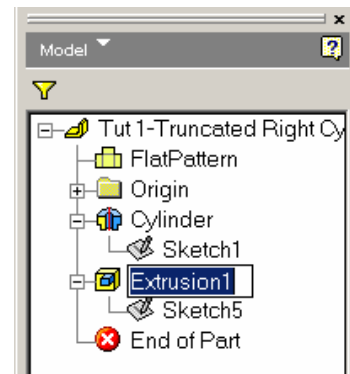 Model
Tut 1-Truncated Right Cy
FlatPattern
Origin
Cylinder
Sketch1
Extrusion1
Sketch5
End of Part